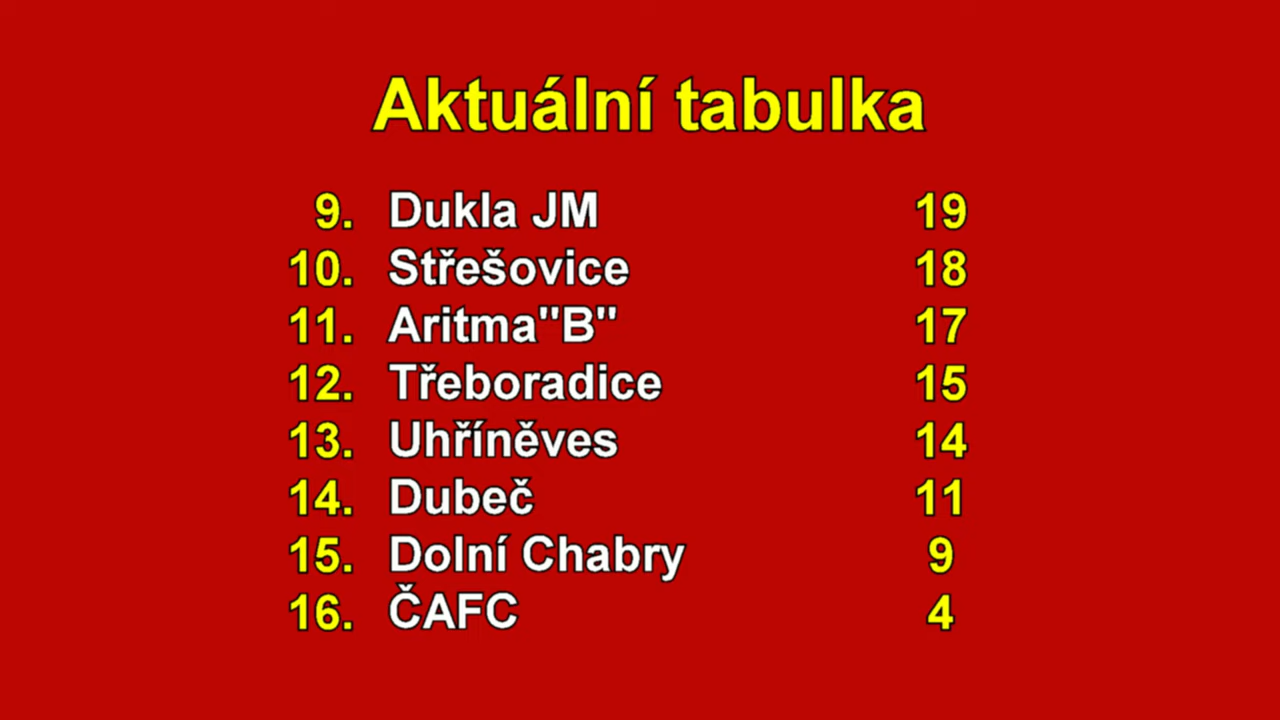 Aktuální tabulka
9. Dukla JM 19
10. Střešovice 18
11. Aritma"B" 17
12. Třeboradice 15
13. Uhříněves 14
14. Dubeč 11
15. Dolní Chabry 9
16. ČAFC 4